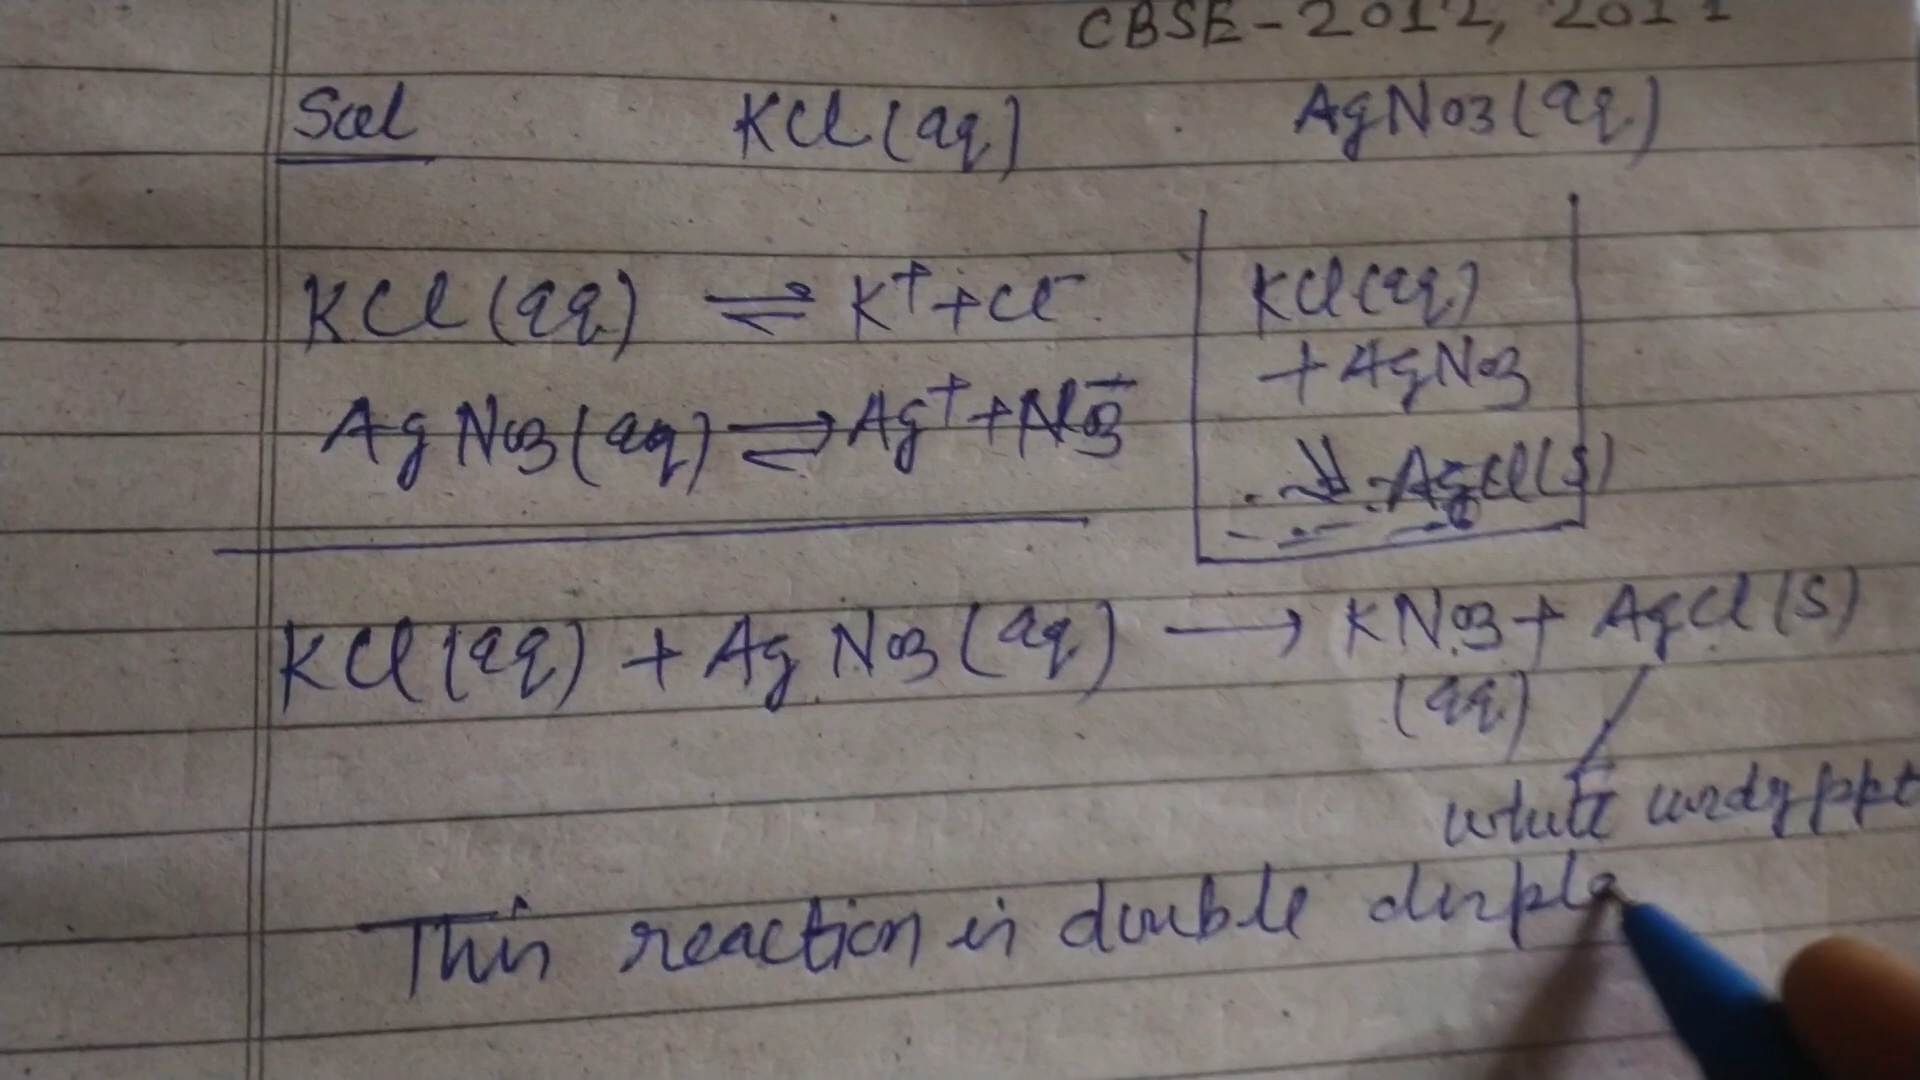 CBSE-2012, 2011
Sol KCl(aq) AgNO3(aq)
KCl(aq) ⇌ K⁺+Cl⁻
AgNO3(aq) ⇌ Ag⁺+NO3⁻
KCl(aq)
+AgNO3
AgCl(s)
KCl(aq)+AgNO3(aq) → KNO3+AgCl(s)
(aq)
white curdy ppt
This reaction is double displa